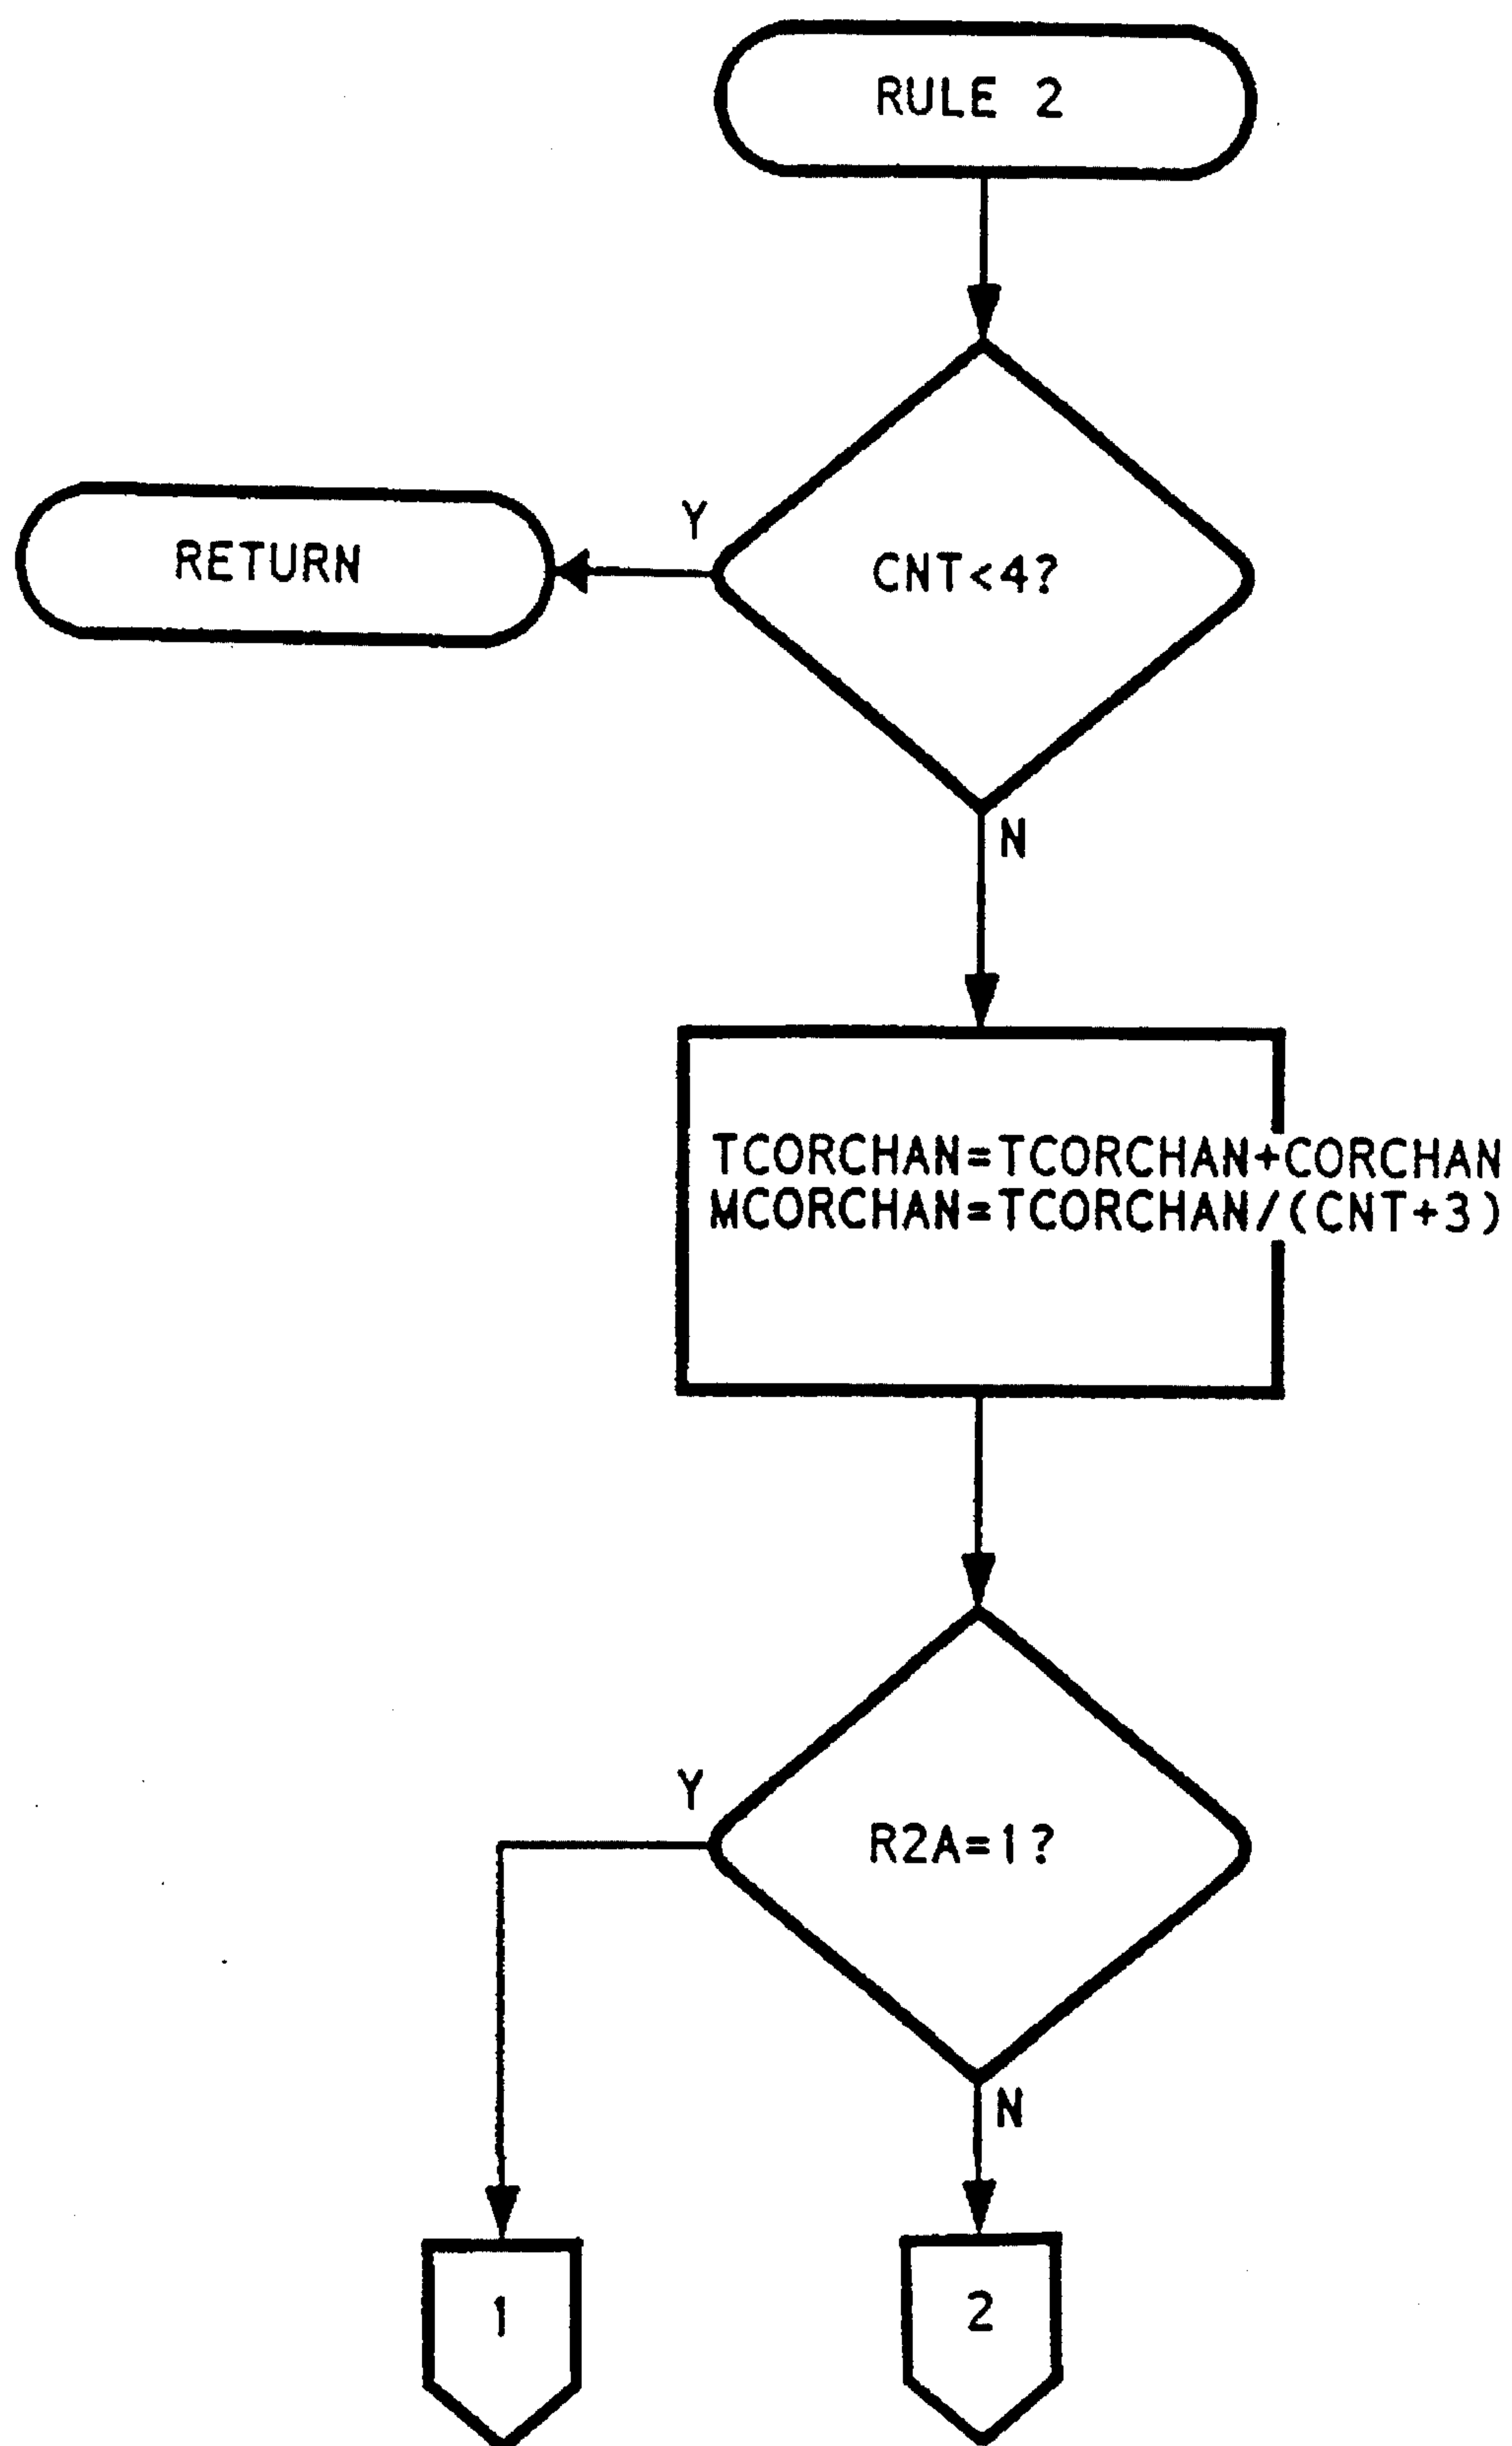 RULE 2
Y
RETURN
CNT<4?
N
TCORCHAN=TCORCHAN+CORCHAN
MCORCHAN=TCORCHAN/(CNT+3)
Y
R2A=1?
N
1
2